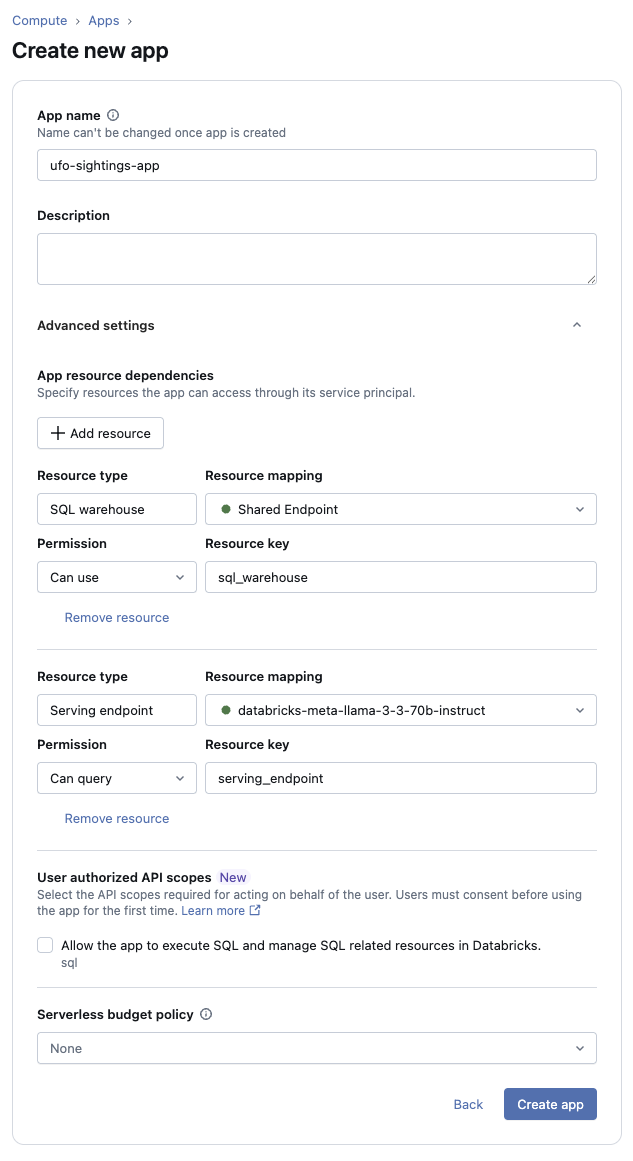 Compute › Apps ›
Create new app
App name
Name can't be changed once app is created
ufo-sightings-app
Description
Advanced settings
App resource dependencies
Specify resources the app can access through its service principal.
+ Add resource
Resource type Resource mapping
SQL warehouse Shared Endpoint
Permission Resource key
Can use sql_warehouse
Remove resource
Resource type Resource mapping
Serving endpoint databricks-meta-llama-3-3-70b-instruct
Permission Resource key
Can query serving_endpoint
Remove resource
User authorized API scopes New
Select the API scopes required for acting on behalf of the user. Users must consent before using
the app for the first time. Learn more
Allow the app to execute SQL and manage SQL related resources in Databricks.
sql
Serverless budget policy
None
Back Create app